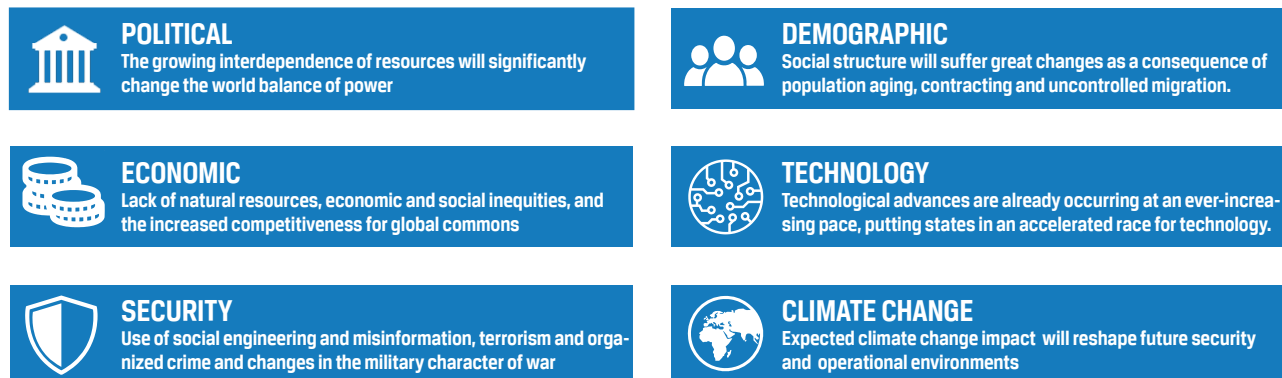 POLITICAL
The growing interdependence of resources will significantly
change the world balance of power
DEMOGRAPHIC
Social structure will suffer great changes as a consequence of
population aging, contracting and uncontrolled migration.
ECONOMIC
Lack of natural resources, economic and social inequities, and
the increased competitiveness for global commons
TECHNOLOGY
Technological advances are already occurring at an ever-increa-
sing pace, putting states in an accelerated race for technology.
SECURITY
Use of social engineering and misinformation, terrorism and orga-
nized crime and changes in the military character of war
CLIMATE CHANGE
Expected climate change impact will reshape future security
and operational environments